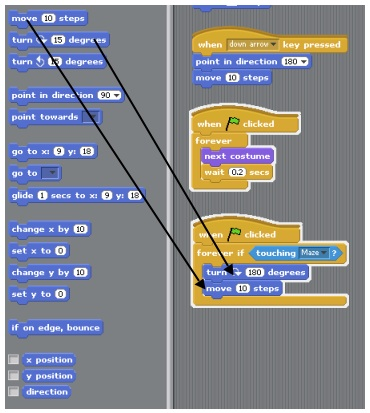 move 10 steps
turn 15 degrees
turn 15 degrees
point in direction 90
point towards
go to x: 9 y: 18
go to
glide 1 secs to x: 9 y: 18
change x by 10
set x to 0
change y by 10
set y to 0
if on edge, bounce
x position
y position
direction
when down arrow key pressed
point in direction 180
move 10 steps
when clicked
forever
next costume
wait 0.2 secs
when clicked
forever if touching Maze ?
turn 180 degrees
move 10 steps